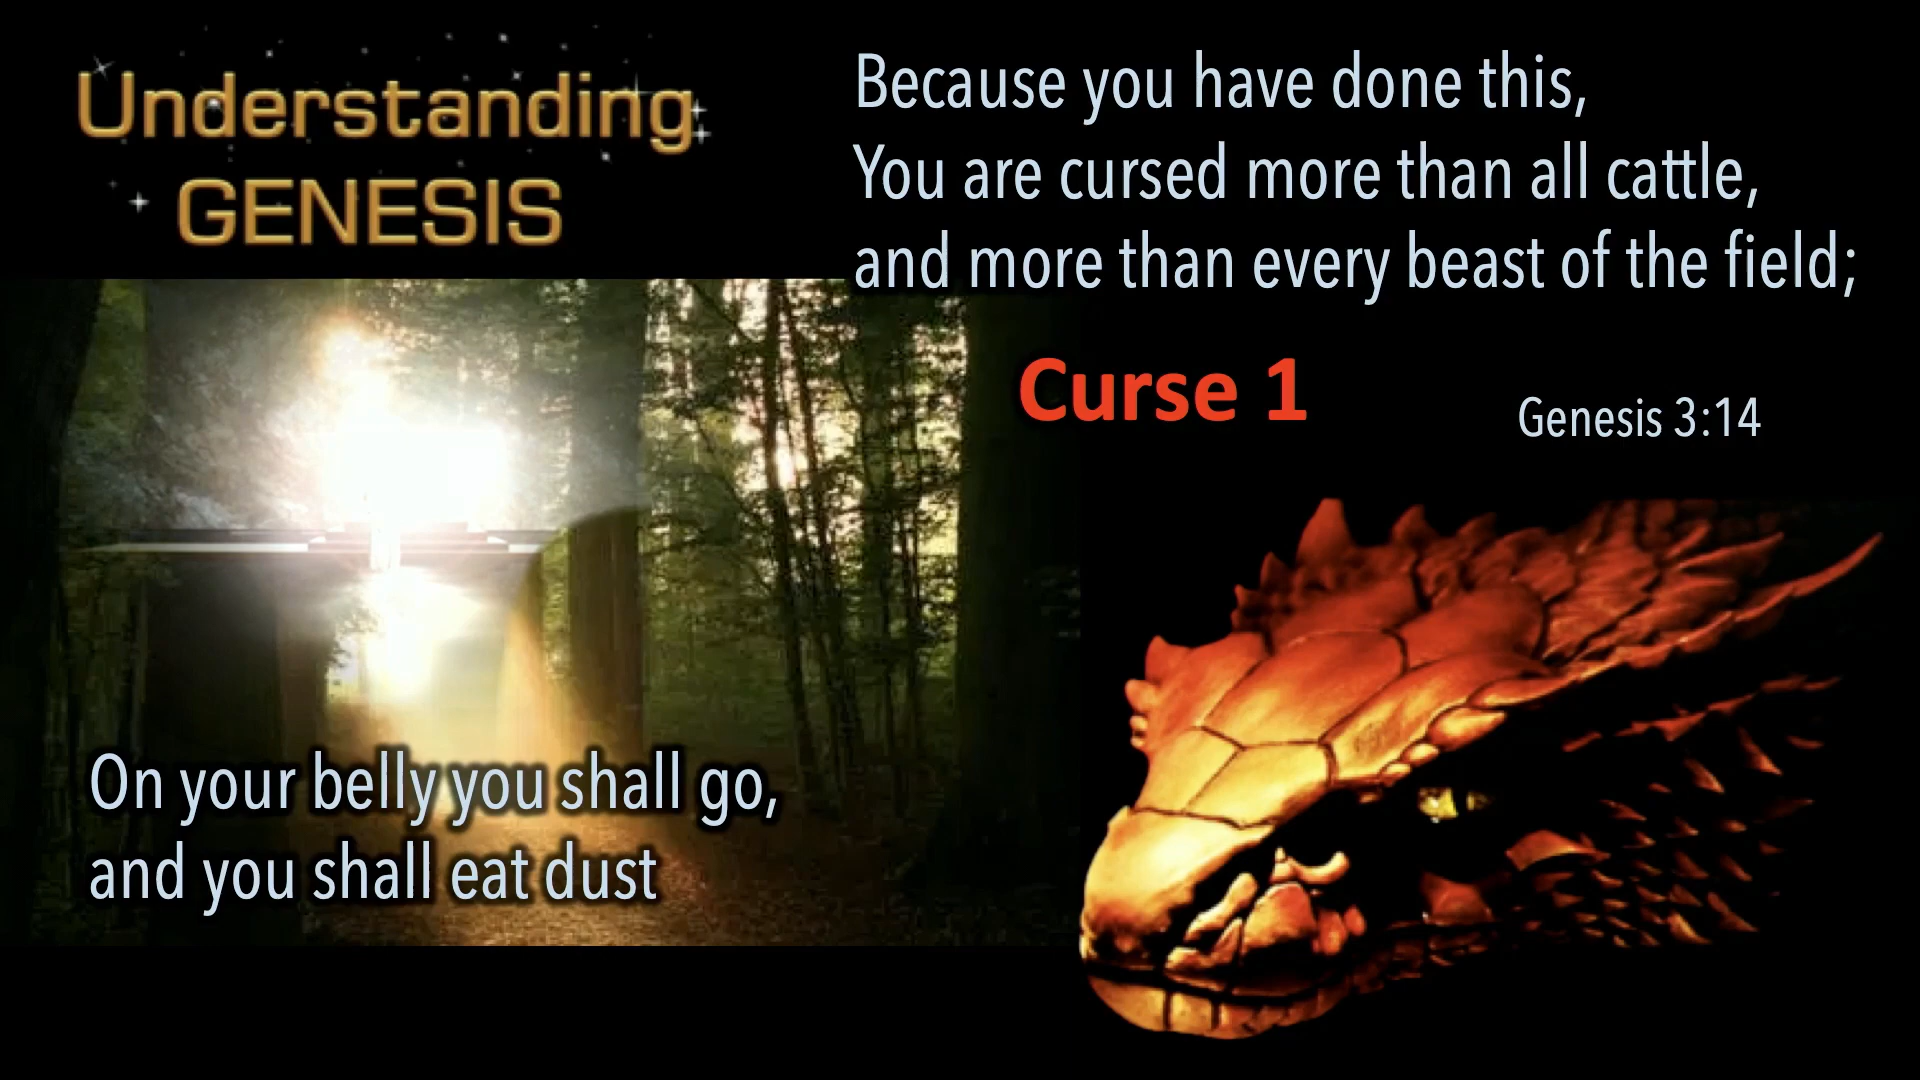 Understanding
GENESIS
Because you have done this,
You are cursed more than all cattle,
and more than every beast of the field;
Curse 1
Genesis 3:14
On your belly you shall go,
and you shall eat dust